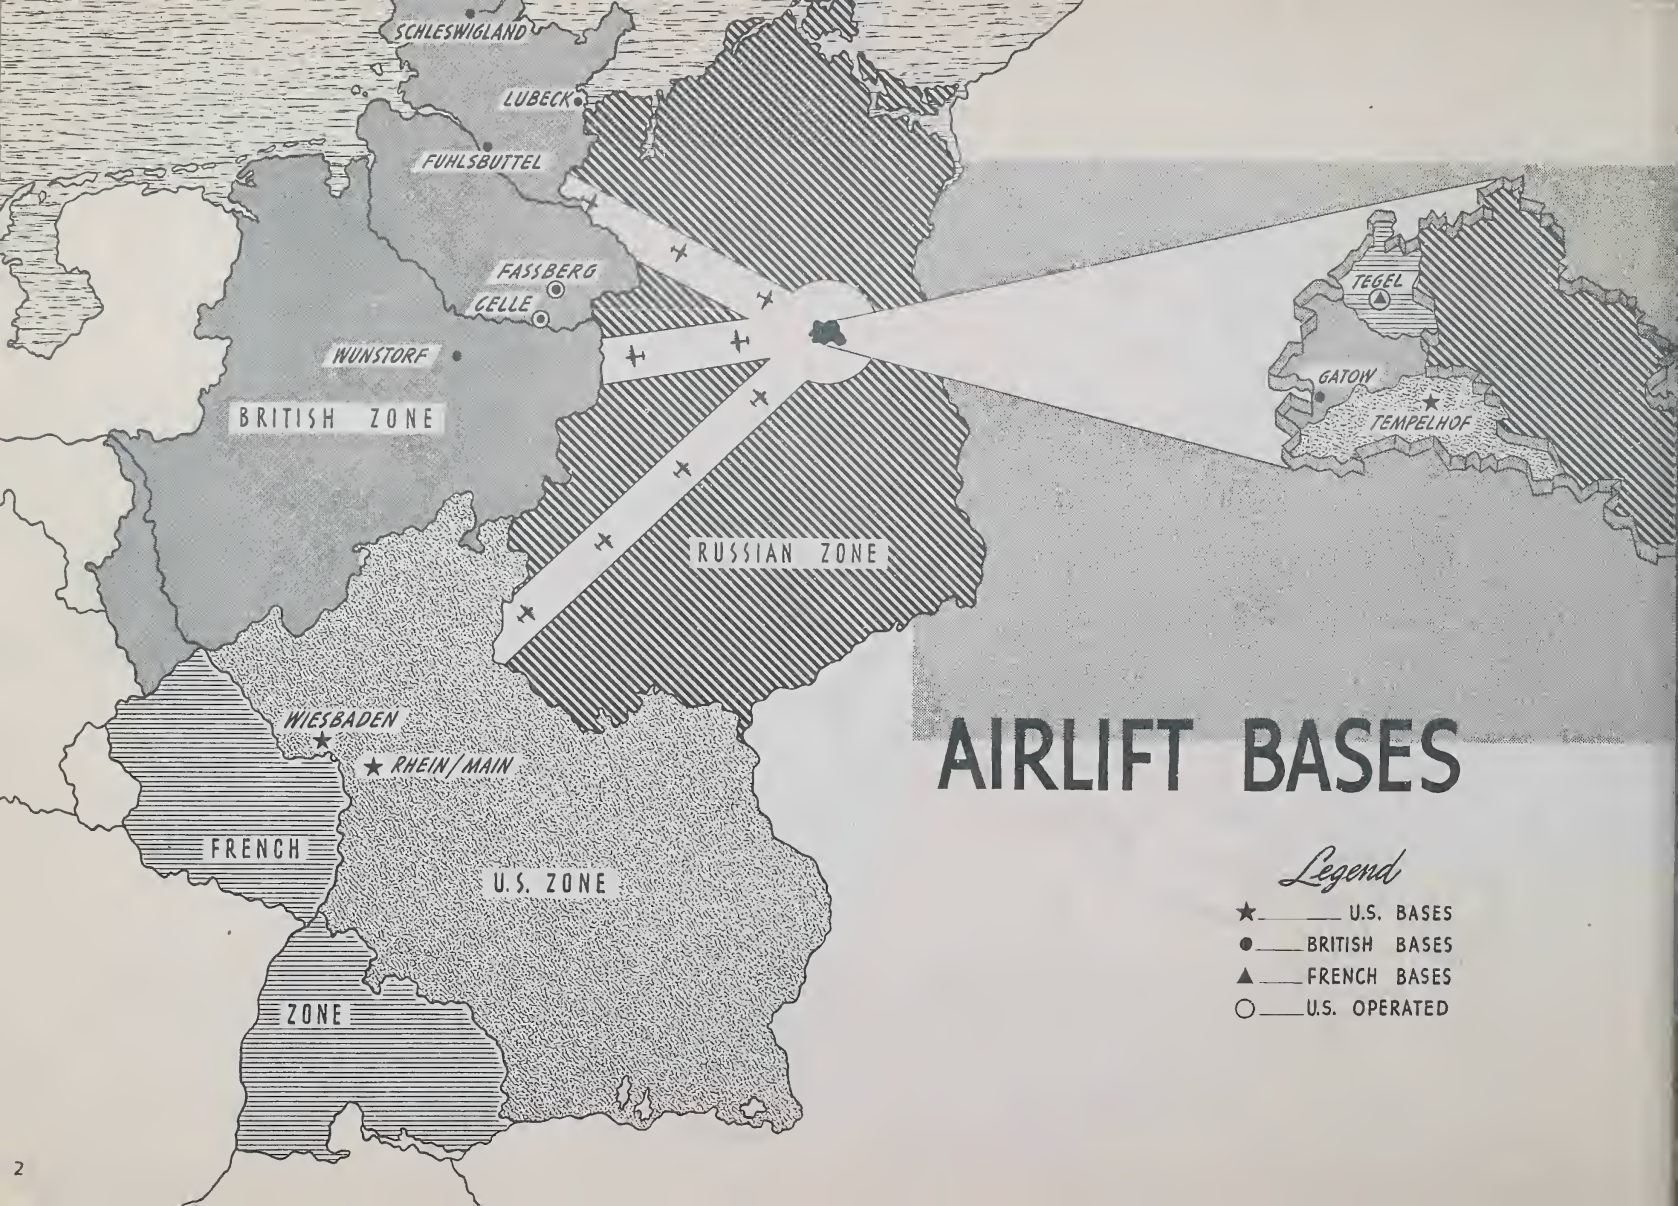 SCHLESWIGLAND
LUBECK
FUHLSBUTTEL
FASSBERG
CELLE
WUNSTORF
BRITISH ZONE
TEGEL
GATOW
TEMPELHOF
RUSSIAN ZONE
WIESBADEN
RHEIN/MAIN
FRENCH
U.S. ZONE
ZONE
AIRLIFT BASES
Legend
U.S. BASES
BRITISH BASES
FRENCH BASES
U.S. OPERATED
2